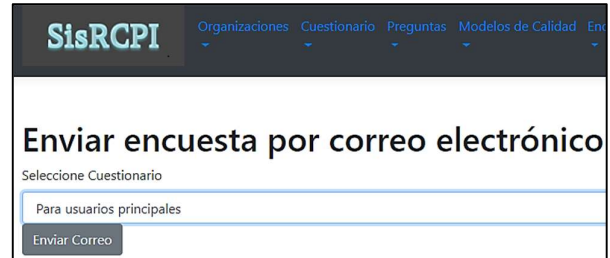 SisRCPI
Organizaciones Cuestionario Preguntas Modelos de Calidad
Enviar encuesta por correo electrónico
Seleccione Cuestionario
Para usuarios principales
Enviar Correo